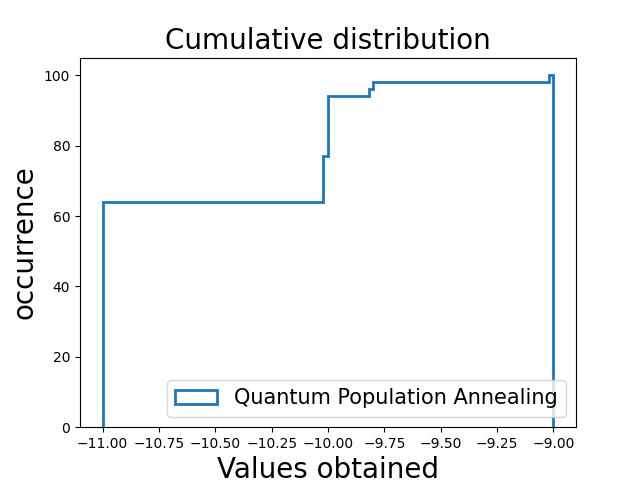 Cumulative distribution
occurrence
100
80
60
40
20
0
Quantum Population Annealing
−11.00 −10.75 −10.50 −10.25 −10.00 −9.75 −9.50 −9.25 −9.00
Values obtained